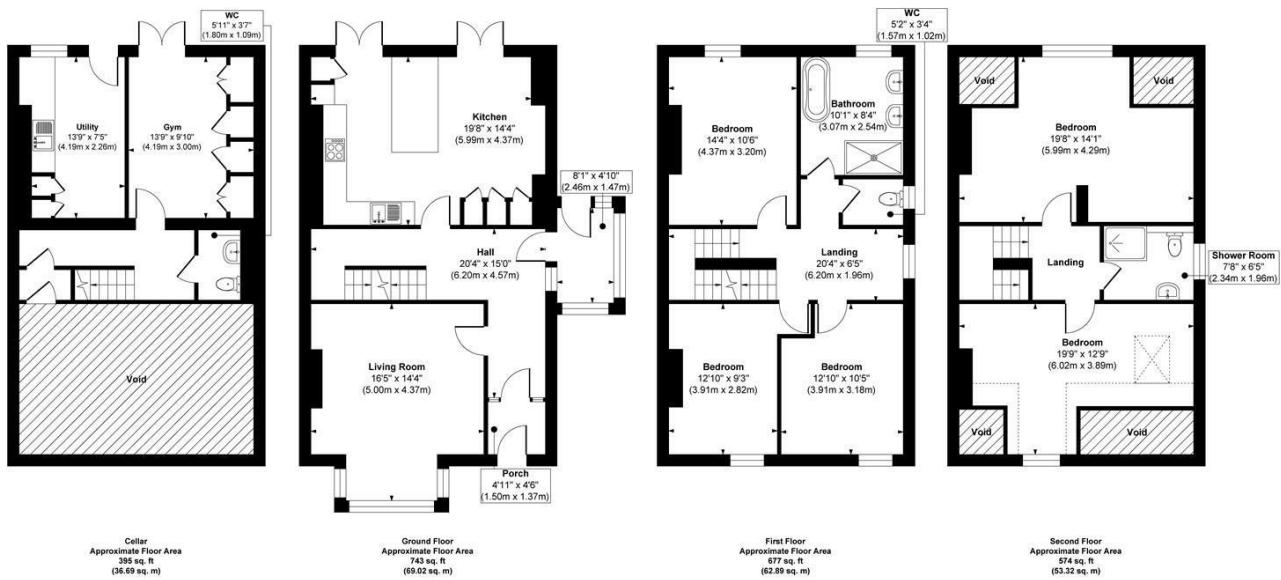 WC
5'11" x 3'7"
(1.80m x 1.09m)
Utility
13'9" x 7'5"
(4.19m x 2.26m)
Gym
13'9" x 9'10"
(4.19m x 3.00m)
Void
Cellar
Approximate Floor Area
395 sq. ft
(36.69 sq. m)
Kitchen
19'8" x 14'4"
(5.99m x 4.37m)
8'1" x 4'10"
(2.46m x 1.47m)
Hall
20'4" x 15'0"
(6.20m x 4.57m)
Living Room
16'5" x 14'4"
(5.00m x 4.37m)
Porch
4'11" x 4'6"
(1.50m x 1.37m)
Ground Floor
Approximate Floor Area
743 sq. ft
(69.02 sq. m)
WC
5'2" x 3'4"
(1.57m x 1.02m)
Bedroom
14'4" x 10'6"
(4.37m x 3.20m)
Bathroom
10'1" x 8'4"
(3.07m x 2.54m)
Landing
20'4" x 6'5"
(6.20m x 1.96m)
Bedroom
12'10" x 9'3"
(3.91m x 2.82m)
Bedroom
12'10" x 10'5"
(3.91m x 3.18m)
First Floor
Approximate Floor Area
677 sq. ft
(62.89 sq. m)
Void
Void
Bedroom
19'8" x 14'1"
(5.99m x 4.29m)
Landing
Shower Room
7'8" x 6'5"
(2.34m x 1.96m)
Bedroom
19'9" x 12'9"
(6.02m x 3.89m)
Void
Void
Second Floor
Approximate Floor Area
574 sq. ft
(53.32 sq. m)